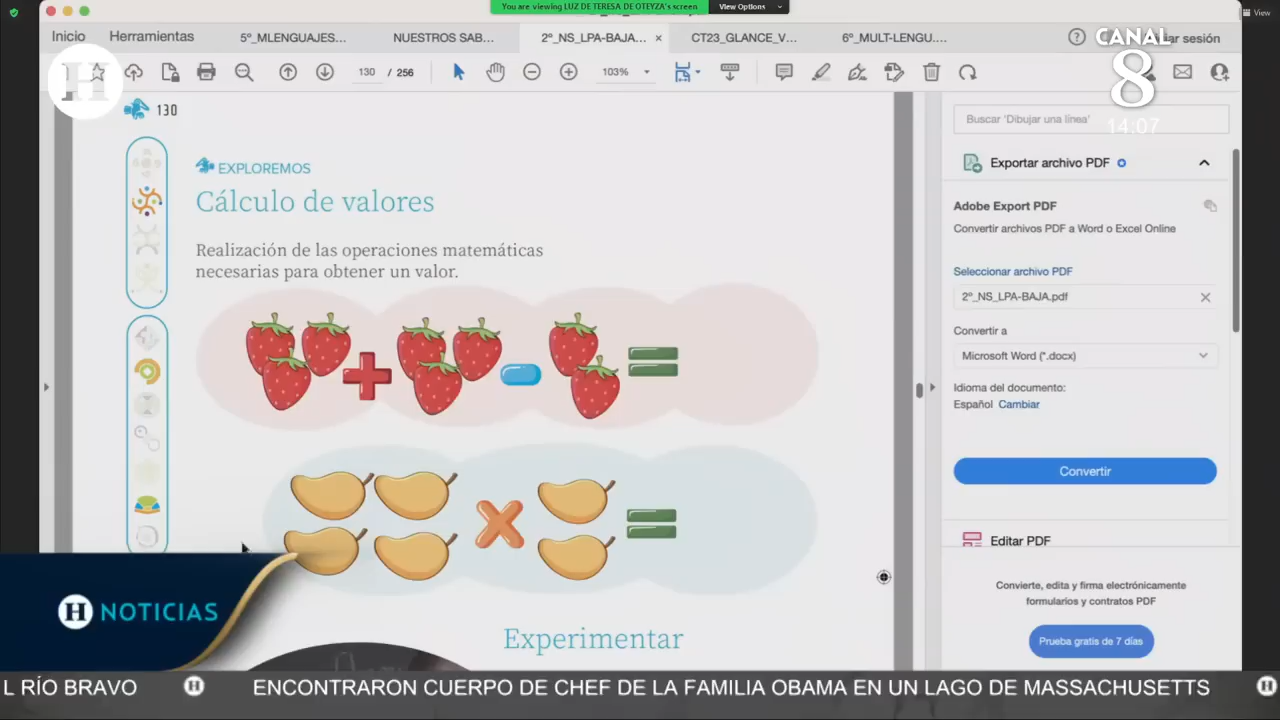 You are viewing LUZ DE TERESA DE OTEYZA's screen
View Options
View
Inicio
Herramientas
5º_MLENGUAJES...
NUESTROS SAB...
2º_NS_LPA-BAJA...
CT23_GLANCE_V...
6º_MULT-LENGU....
ar sesión
CANAL
8
14:07
H
130 / 256
103%
130
EXPLOREMOS
Cálculo de valores
Realización de las operaciones matemáticas
necesarias para obtener un valor.
Experimentar
Buscar 'Dibujar una línea'
Exportar archivo PDF
Adobe Export PDF
Convertir archivos PDF a Word o Excel Online
Seleccionar archivo PDF
2º_NS_LPA-BAJA.pdf
Convertir a
Microsoft Word (*.docx)
Idioma del documento:
Español Cambiar
Convertir
Editar PDF
Convierte, edita y firma electrónicamente
formularios y contratos PDF
Prueba gratis de 7 días
H NOTICIAS
L RÍO BRAVO H ENCONTRARON CUERPO DE CHEF DE LA FAMILIA OBAMA EN UN LAGO DE MASSACHUSETTS H